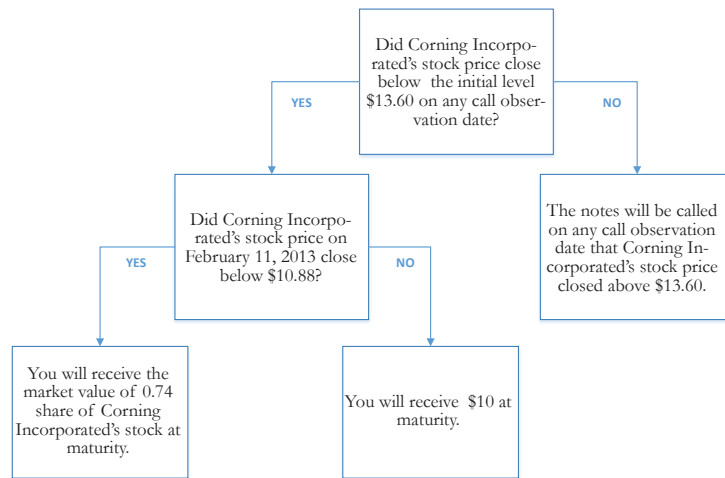 Did Corning Incorpo-
rated's stock price close
below the initial level
$13.60 on any call obser-
vation date?
YES
NO
Did Corning Incorpo-
rated's stock price on
February 11, 2013 close
below $10.88?
The notes will be called
on any call observation
date that Corning In-
corporated's stock price
closed above $13.60.
YES
NO
You will receive the
market value of 0.74
share of Corning
Incorporated's stock at
maturity.
You will receive $10 at
maturity.